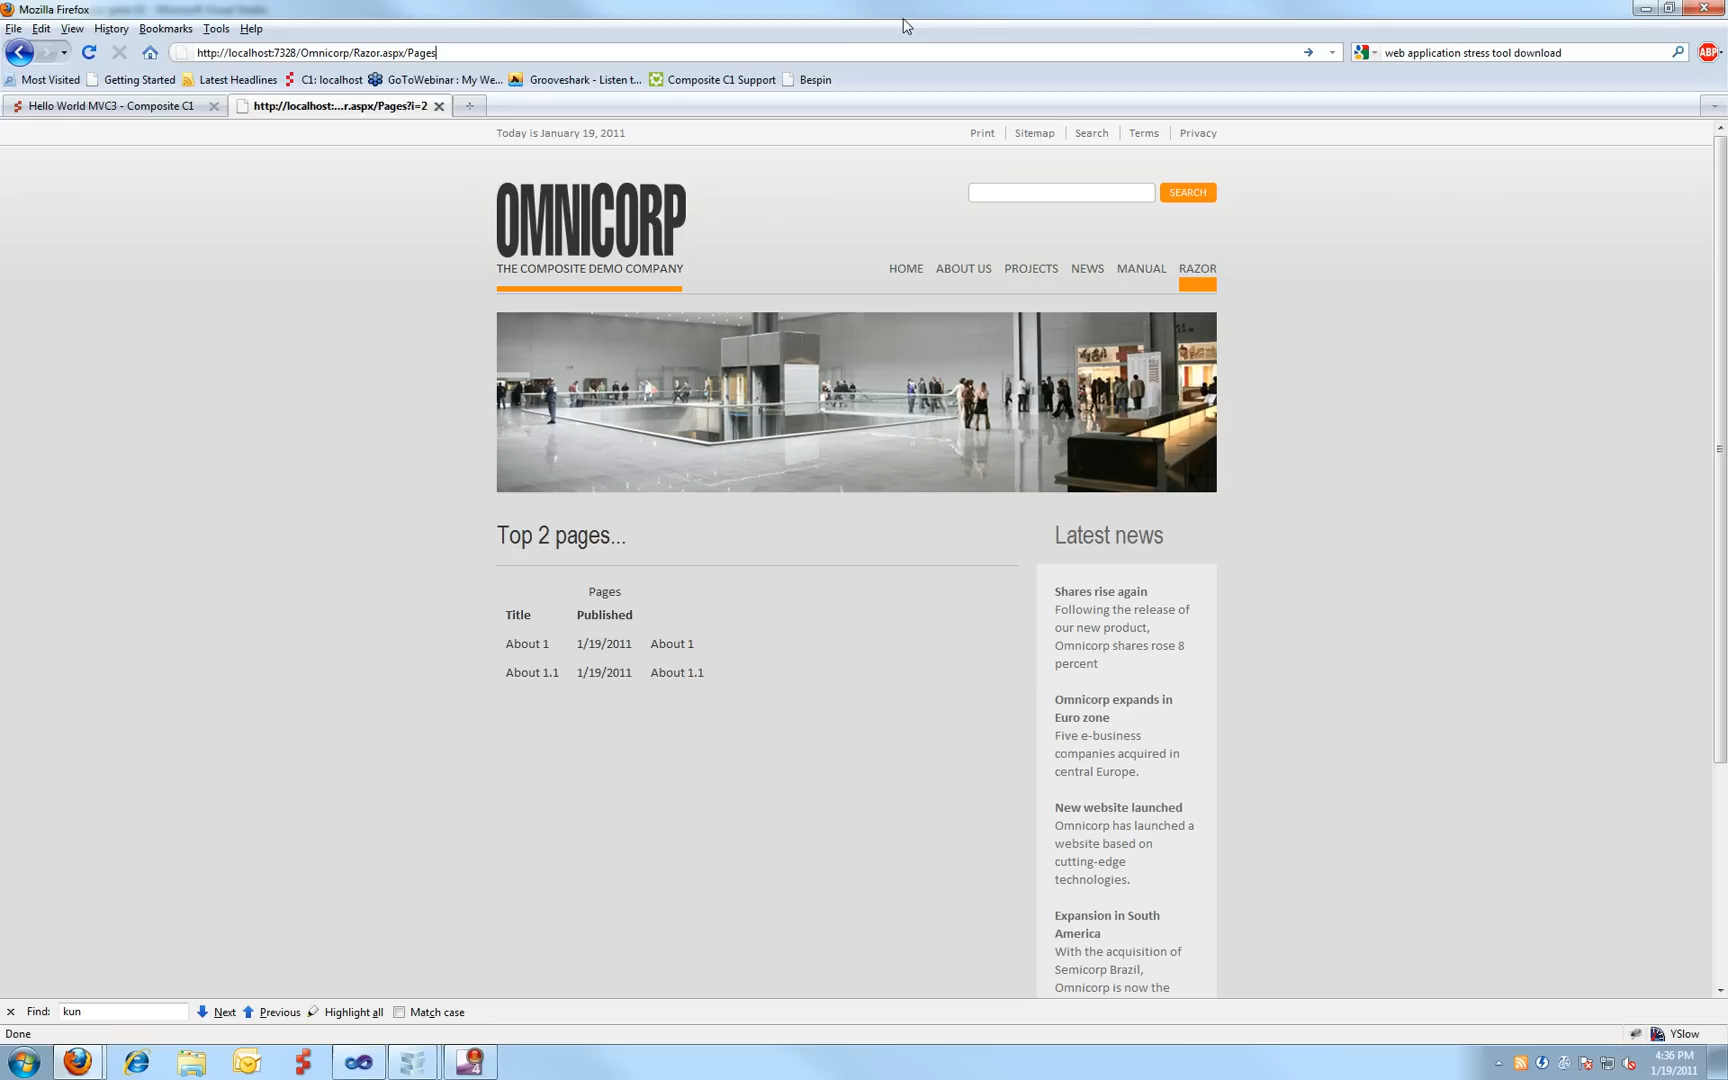 Mozilla Firefox
File Edit View History Bookmarks Tools Help
http://localhost:7328/Omnicorp/Razor.aspx/Pages
web application stress tool download
ABP
Most Visited Getting Started Latest Headlines C1: localhost GoToWebinar : My We... Grooveshark - Listen t... Composite C1 Support Bespin
Hello World MVC3 - Composite C1
http://localhost:...r.aspx/Pages?i=2
Today is January 19, 2011
Print Sitemap Search Terms Privacy
OMNICORP
THE COMPOSITE DEMO COMPANY
SEARCH
HOME ABOUT US PROJECTS NEWS MANUAL RAZOR
Top 2 pages...
Pages
Title Published
About 1 1/19/2011 About 1
About 1.1 1/19/2011 About 1.1
Latest news
Shares rise again
Following the release of
our new product,
Omnicorp shares rose 8
percent
Omnicorp expands in
Euro zone
Five e-business
companies acquired in
central Europe.
New website launched
Omnicorp has launched a
website based on
cutting-edge
technologies.
Expansion in South
America
With the acquisition of
Semicorp Brazil,
Omnicorp is now the
Find: kun Next Previous Highlight all Match case
Done
YSlow
4:36 PM
1/19/2011